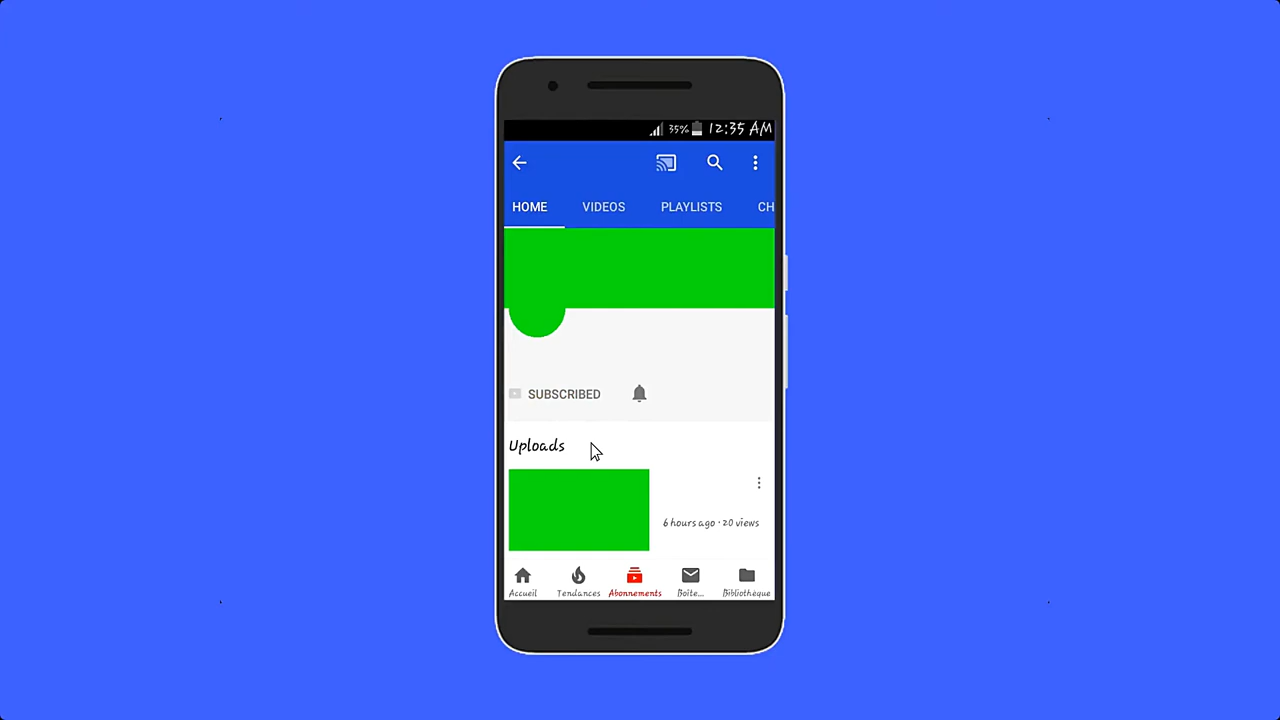 35% 12:35 AM
HOME VIDEOS PLAYLISTS CH
SUBSCRIBED
Uploads
6 hours ago · 20 views
Accueil Tendances Abonnements Boîte... Bibliothèque